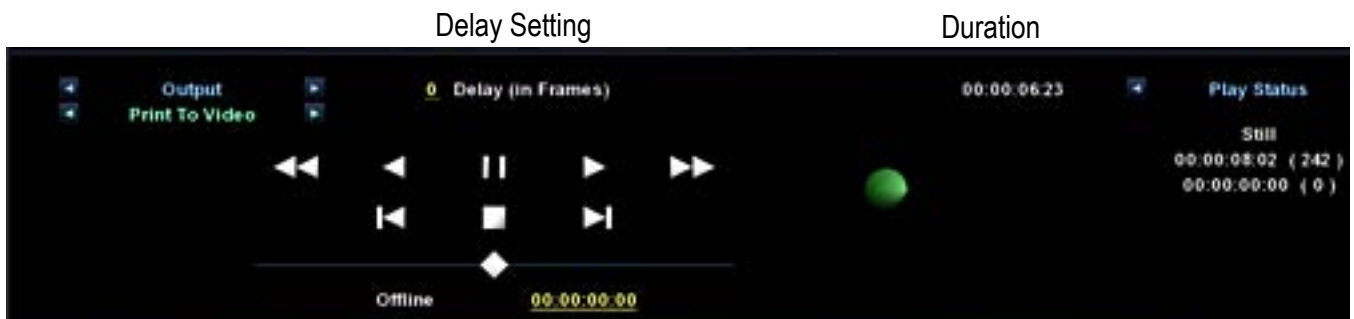 Delay Setting Duration
Output 0 Delay (in Frames) 00:00:06:23 Play Status
Print To Video
Still
00:00:08:02 ( 242 )
00:00:00:00 ( 0 )
Offline 00:00:00:00